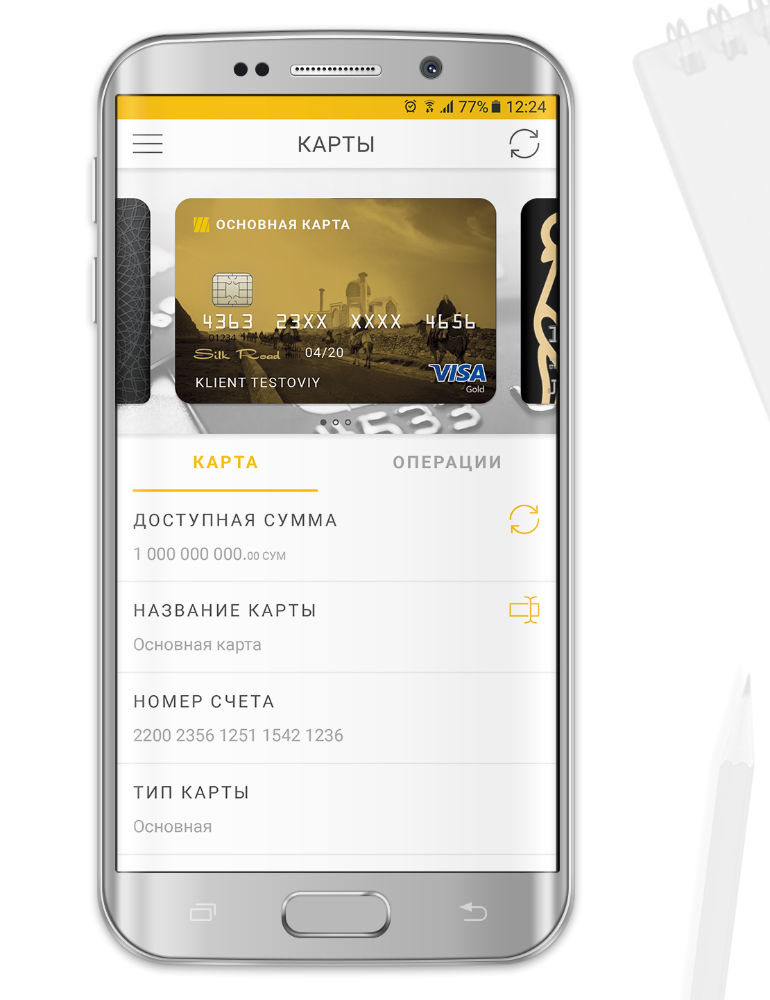 77% 12:24
КАРТЫ
ОСНОВНАЯ КАРТА
4363 23XX XXXX 4656
01234
Silk Road 04/20
VISA
KLIENT TESTOVIY
Gold
4533
КАРТА ОПЕРАЦИИ
ДОСТУПНАЯ СУММА
1 000 000 000.00 СУМ
НАЗВАНИЕ КАРТЫ
Основная карта
НОМЕР СЧЕТА
2200 2356 1251 1542 1236
ТИП КАРТЫ
Основная